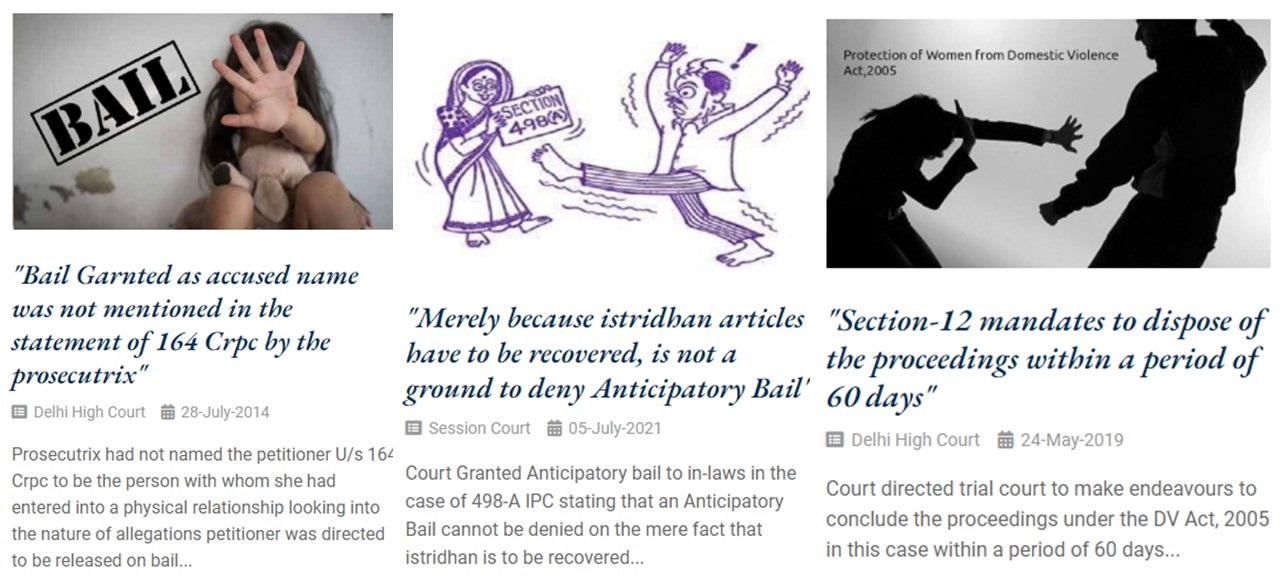 BAIL
"Bail Garnted as accused name
was not mentioned in the
statement of 164 Crpc by the
prosecutrix"
Delhi High Court 28-July-2014
Prosecutrix had not named the petitioner U/s 164
Crpc to be the person with whom she had
entered into a physical relationship looking into
the nature of allegations petitioner was directed
to be released on bail...
SECTION
498(A)
"Merely because istridhan articles
have to be recovered, is not a
ground to deny Anticipatory Bail"
Session Court 05-July-2021
Court Granted Anticipatory bail to in-laws in the
case of 498-A IPC stating that an Anticipatory
Bail cannot be denied on the mere fact that
istridhan is to be recovered...
Protection of Women from Domestic Violence
Act,2005
"Section-12 mandates to dispose of
the proceedings within a period of
60 days"
Delhi High Court 24-May-2019
Court directed trial court to make endeavours to
conclude the proceedings under the DV Act, 2005
in this case within a period of 60 days...